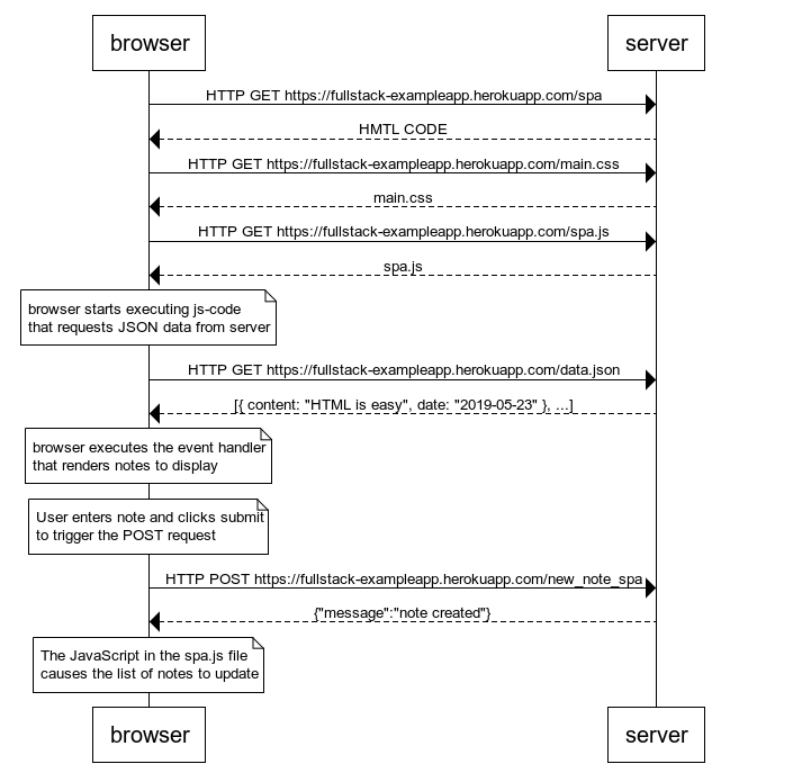 browser
server
HTTP GET https://fullstack-exampleapp.herokuapp.com/spa
HMTL CODE
HTTP GET https://fullstack-exampleapp.herokuapp.com/main.css
main.css
HTTP GET https://fullstack-exampleapp.herokuapp.com/spa.js
spa.js
browser starts executing js-code
that requests JSON data from server
HTTP GET https://fullstack-exampleapp.herokuapp.com/data.json
[{ content: "HTML is easy", date: "2019-05-23" }, ...]
browser executes the event handler
that renders notes to display
User enters note and clicks submit
to trigger the POST request
HTTP POST https://fullstack-exampleapp.herokuapp.com/new_note_spa
{"message":"note created"}
The JavaScript in the spa.js file
causes the list of notes to update
browser
server